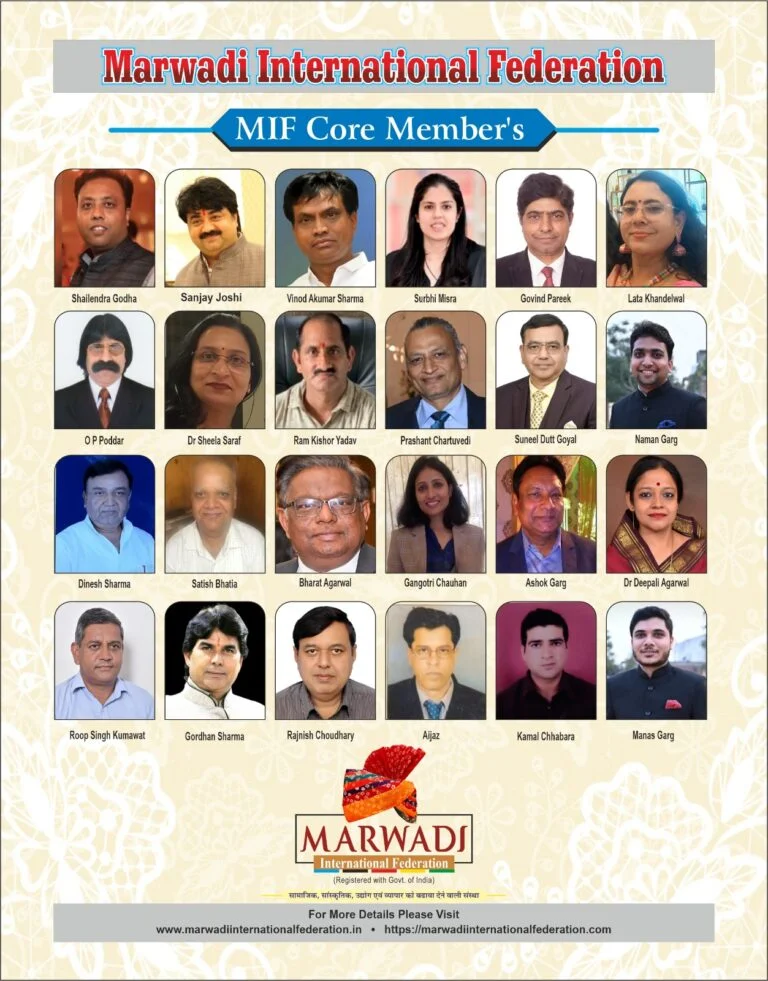 Marwadi International Federation
MIF Core Member's
Shailendra Godha
Sanjay Joshi
Vinod Akumar Sharma
Surbhi Misra
Govind Pareek
Lata Khandelwal
O P Poddar
Dr Sheela Saraf
Ram Kishor Yadav
Prashant Chartuvedi
Suneel Dutt Goyal
Naman Garg
Dinesh Sharma
Satish Bhatia
Bharat Agarwal
Gangotri Chauhan
Ashok Garg
Dr Deepali Agarwal
Roop Singh Kumawat
Gordhan Sharma
Rajnish Choudhary
Aijaz
Kamal Chhabara
Manas Garg
MARWADI
International Federation
(Registered with Govt. of India)
सामाजिक, सांस्कृतिक, उद्योग एवं व्यापार को बढावा देने वाली संस्था
For More Details Please Visit
www.marwadiinternationalfederation.in • https://marwadiinternationalfederation.com